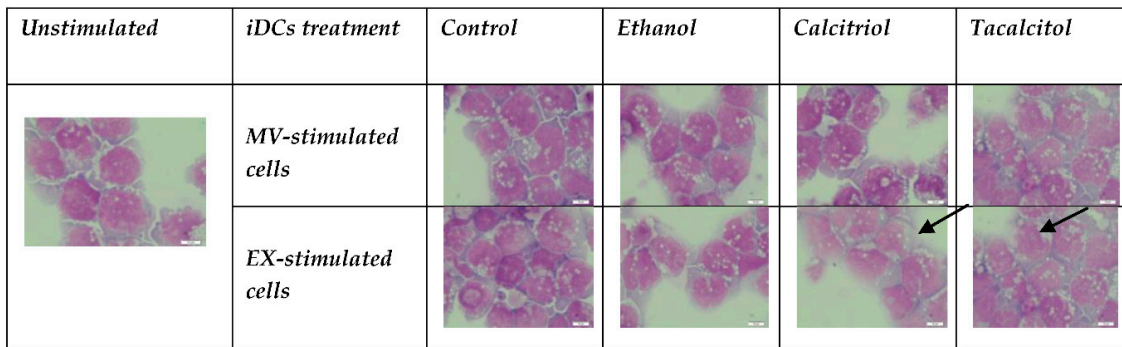 Unstimulated iDCs treatment Control Ethanol Calcitriol Tacalcitol
MV-stimulated
cells
EX-stimulated
cells